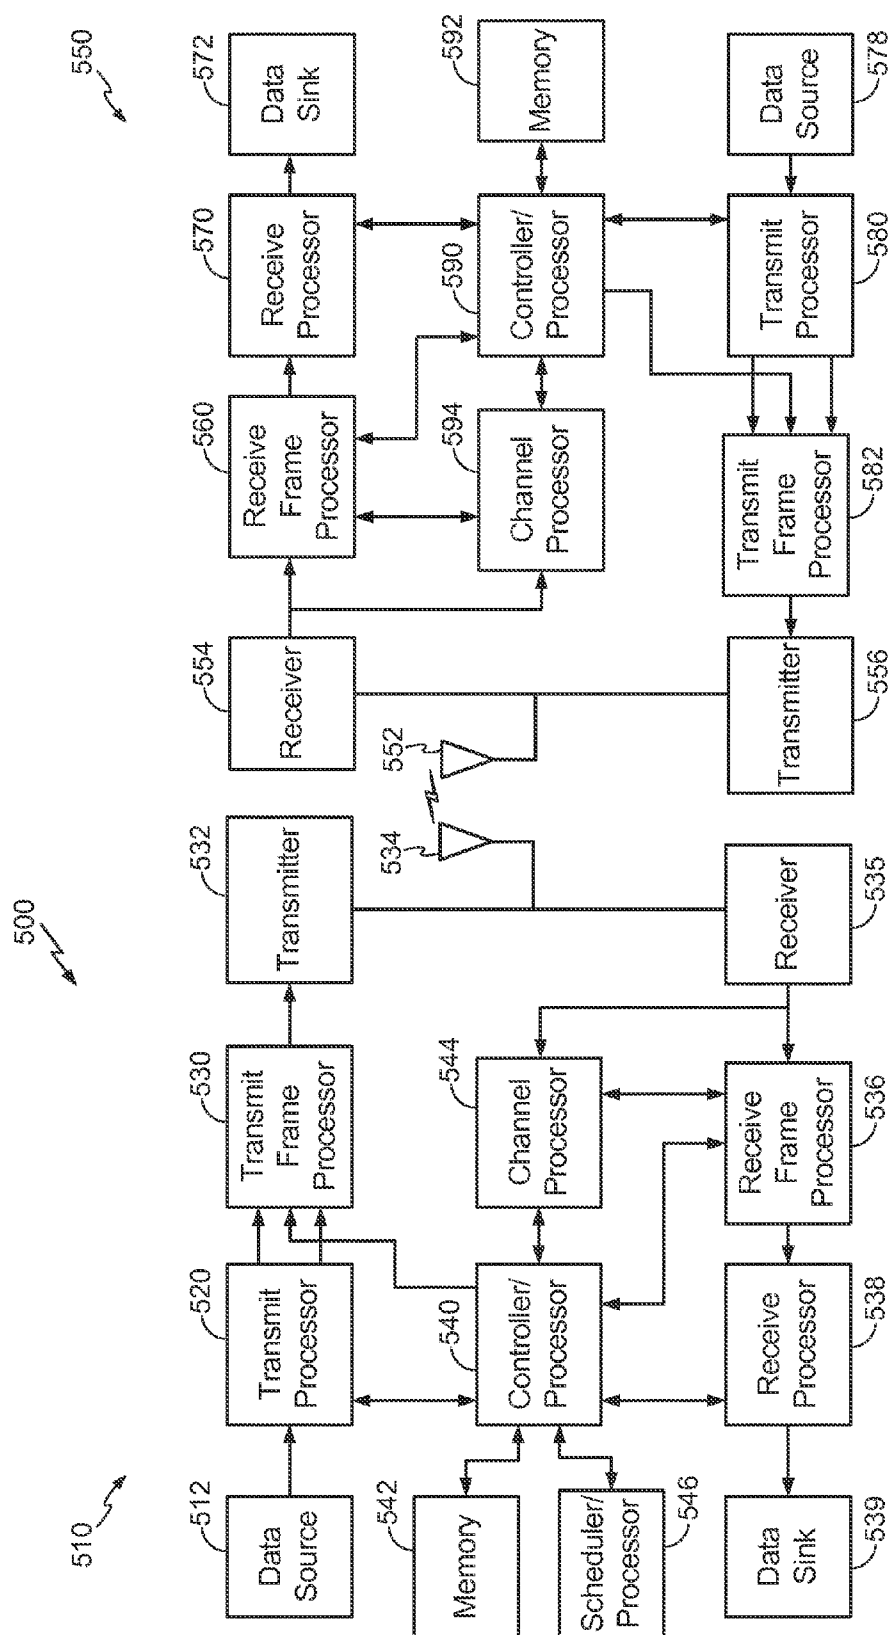 500
510
550
512
Data
Source
520
Transmit
Processor
530
Transmit
Frame
Processor
532
Transmitter
554
Receiver
560
Receive
Frame
Processor
570
Receive
Processor
572
Data
Sink
542
Memory
540
Controller/
Processor
544
Channel
Processor
534
552
594
Channel
Processor
590
Controller/
Processor
592
Memory
Scheduler/
Processor
546
Data
Sink
539
Receive
Processor
538
Receive
Frame
Processor
536
Receiver
535
Transmitter
556
Transmit
Frame
Processor
582
Transmit
Processor
580
Data
Source
578